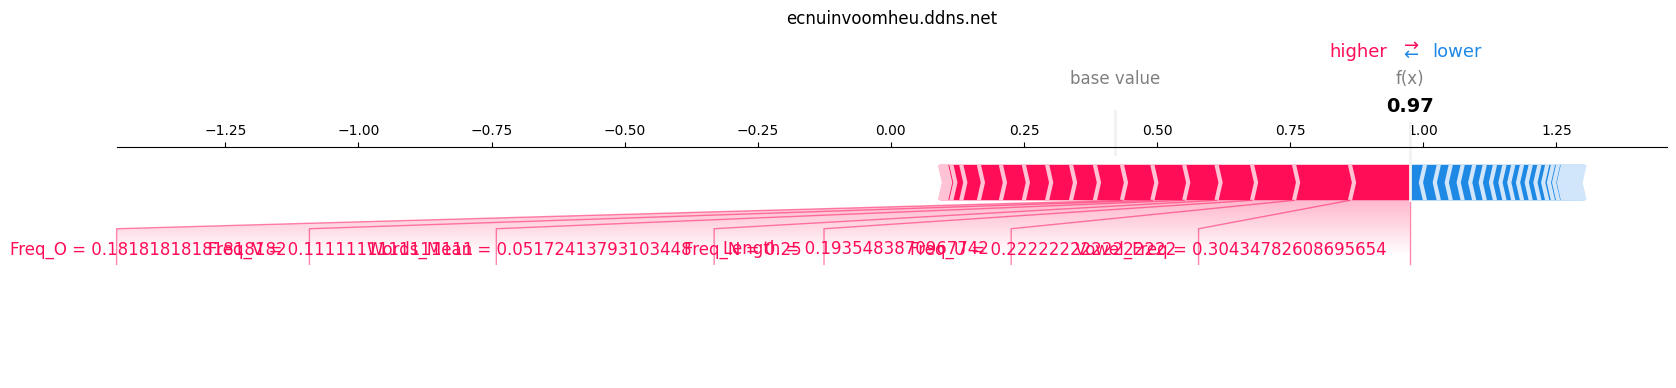 ecnuinvoomheu.ddns.net
higher ⇄ lower
base value f(x)
0.97
−1.25 −1.00 −0.75 −0.50 −0.25 0.00 0.25 0.50 0.75 1.00 1.25
Freq_O = 0.18181818181818182 Freq_V = 0.1111111111111111 Words_Mean = 0.05172413793103448 Freq_N = 0.25 Length = 0.1935483870967742 Freq_U = 0.2222222222222222 Vowel_Freq = 0.30434782608695654